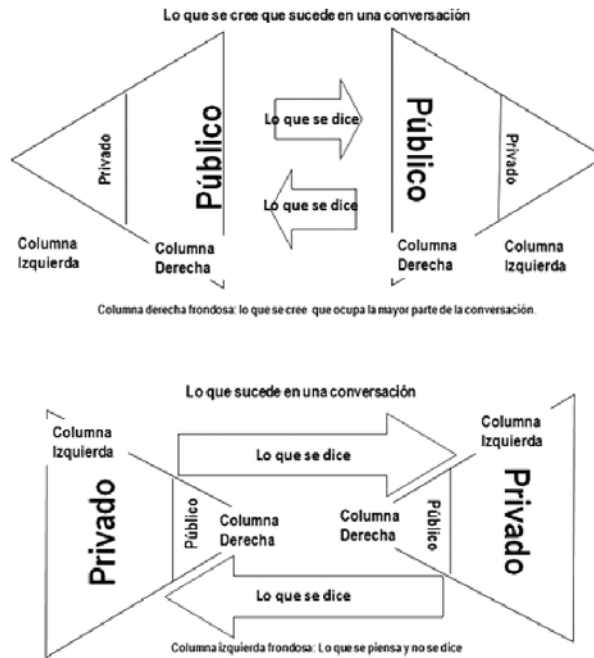 Lo que se cree que sucede en una conversación
Privado
Público
Lo que se dice
Lo que se dice
Público
Privado
Columna
Izquierda
Columna
Derecha
Columna
Derecha
Columna
Izquierda
Columna derecha frondosa: lo que se cree que ocupa la mayor parte de la conversación.
Lo que sucede en una conversación
Columna
Izquierda
Privado
Público
Columna
Derecha
Lo que se dice
Lo que se dice
Columna
Derecha
Público
Privado
Columna
Izquierda
Columna izquierda frondosa: Lo que se piensa y no se dice